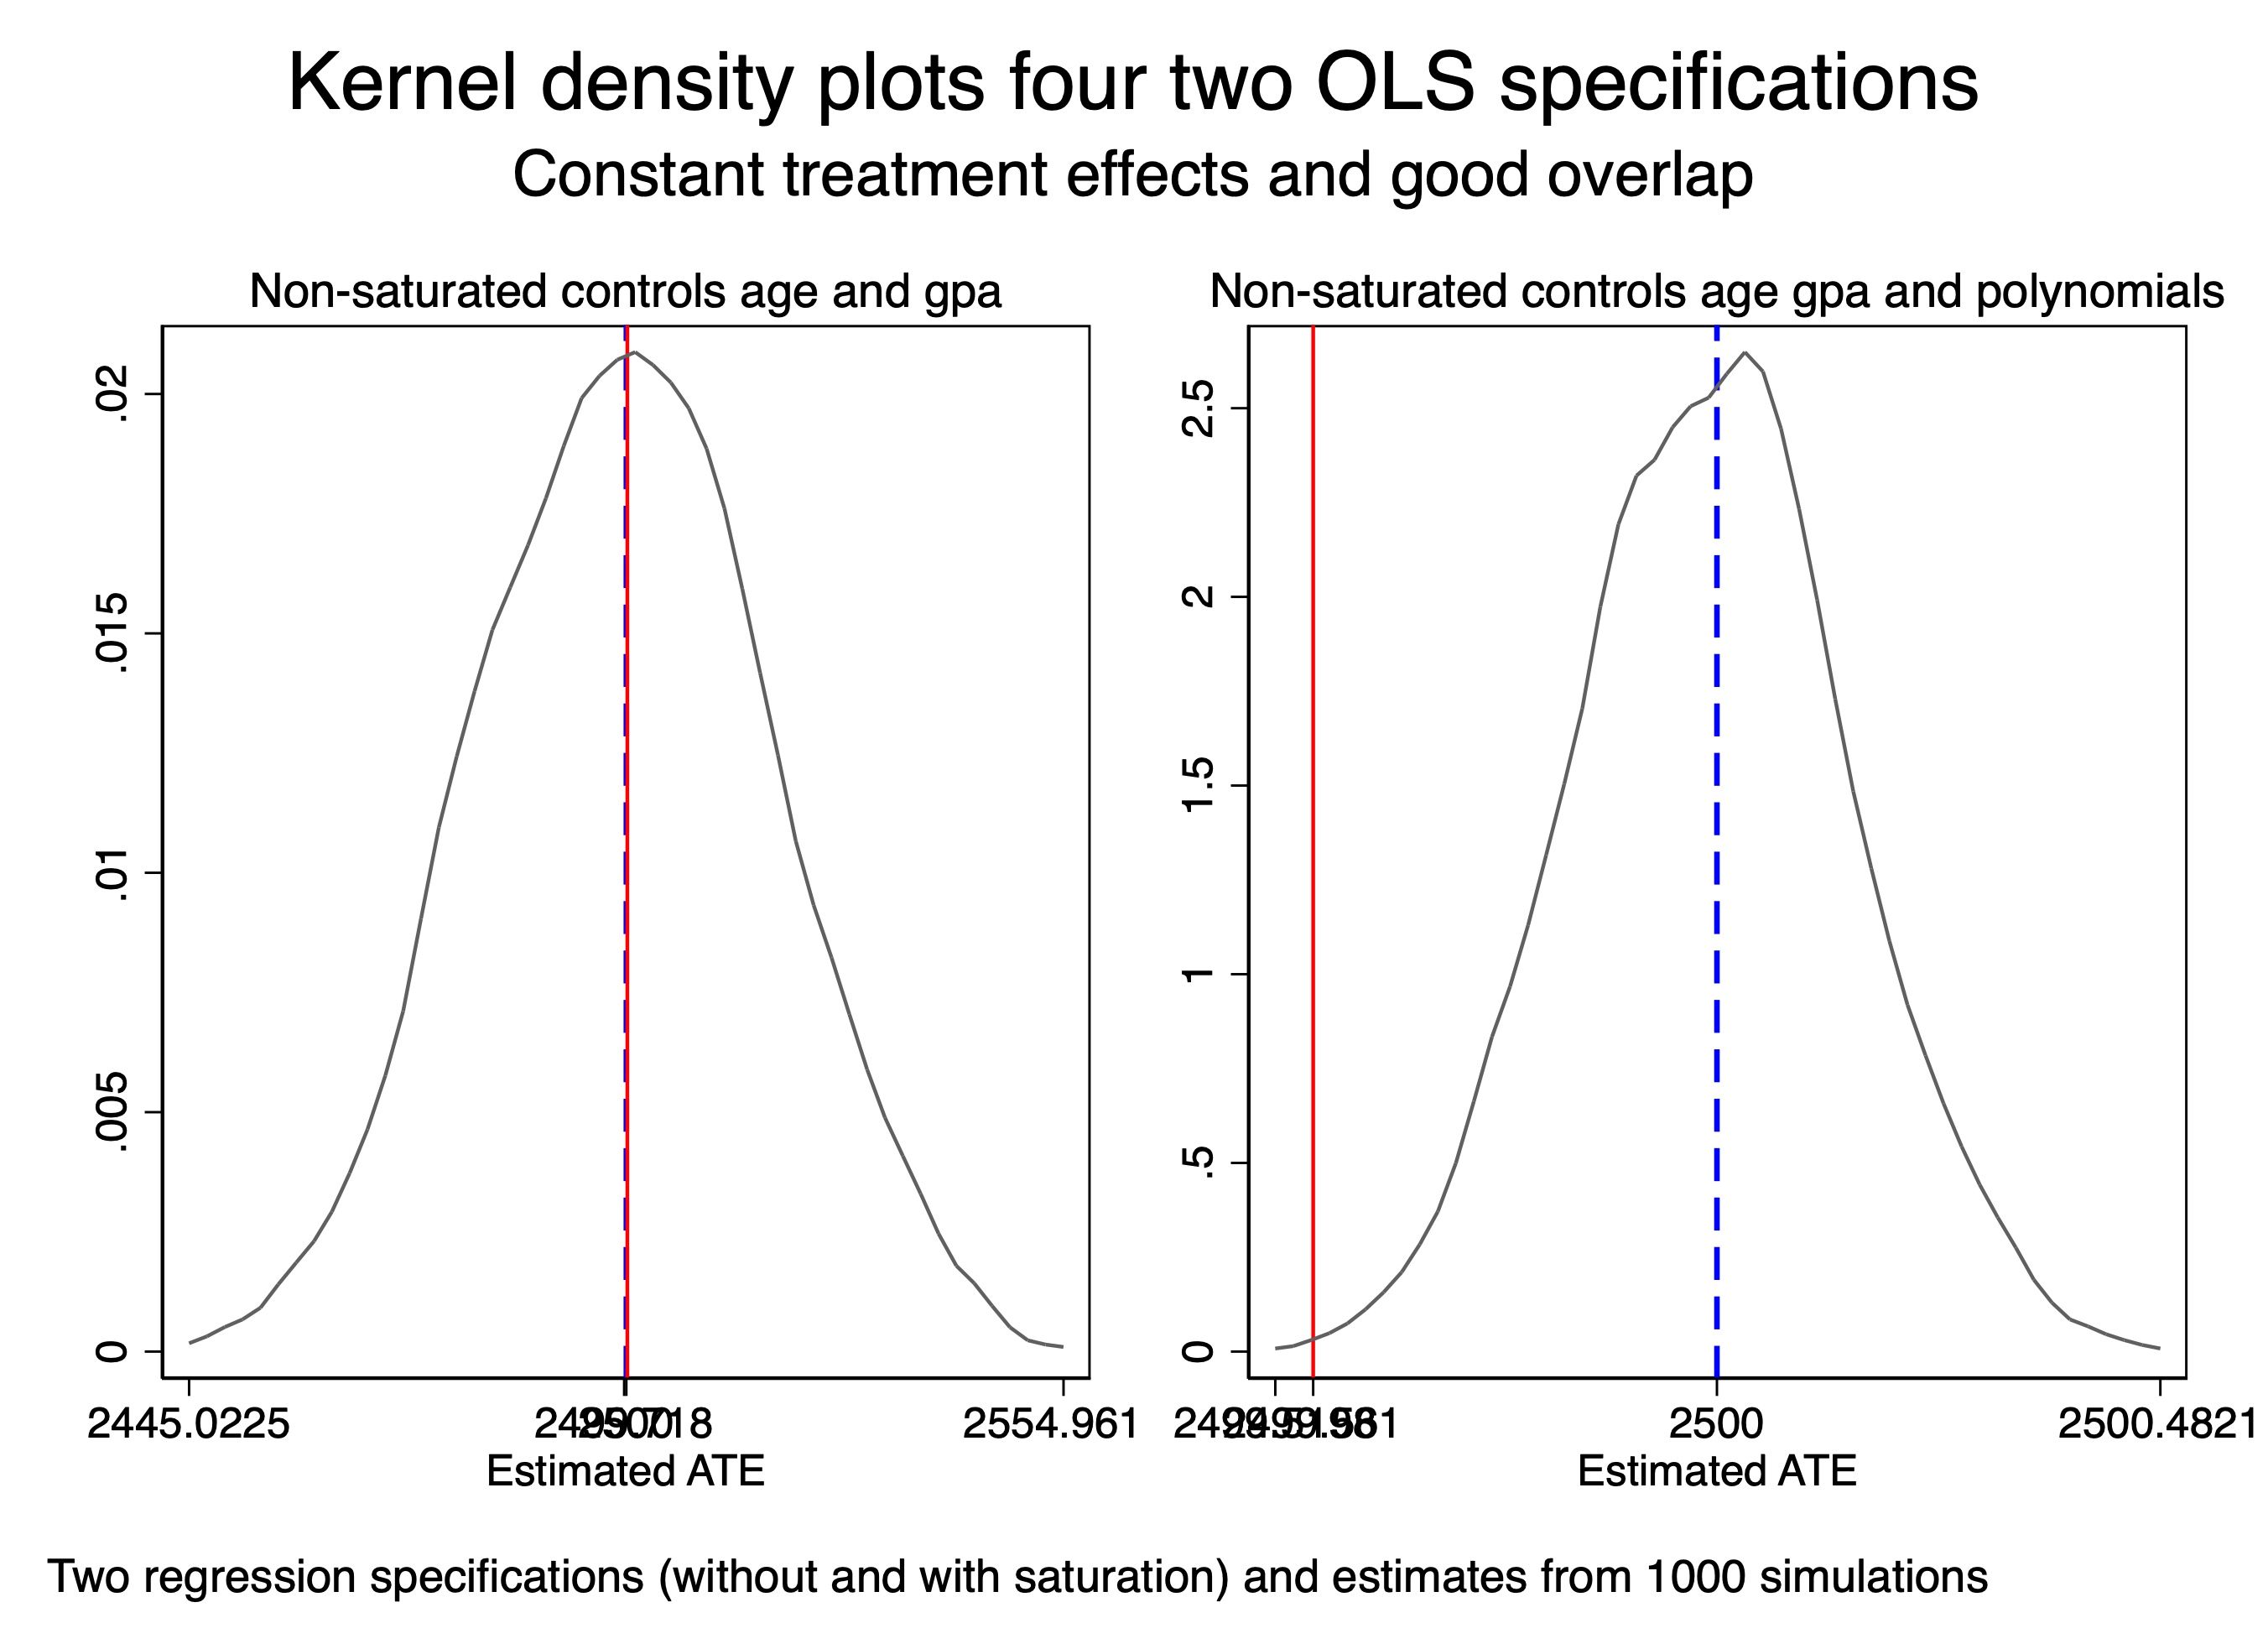 Kernel density plots four two OLS specifications
Constant treatment effects and good overlap
Non-saturated controls age and gpa
.02
.015
.01
.005
0
2445.0225
2554.961
Estimated ATE
Non-saturated controls age gpa and polynomials
2.5
2
1.5
1
.5
0
2500
2500.4821
Estimated ATE
Two regression specifications (without and with saturation) and estimates from 1000 simulations